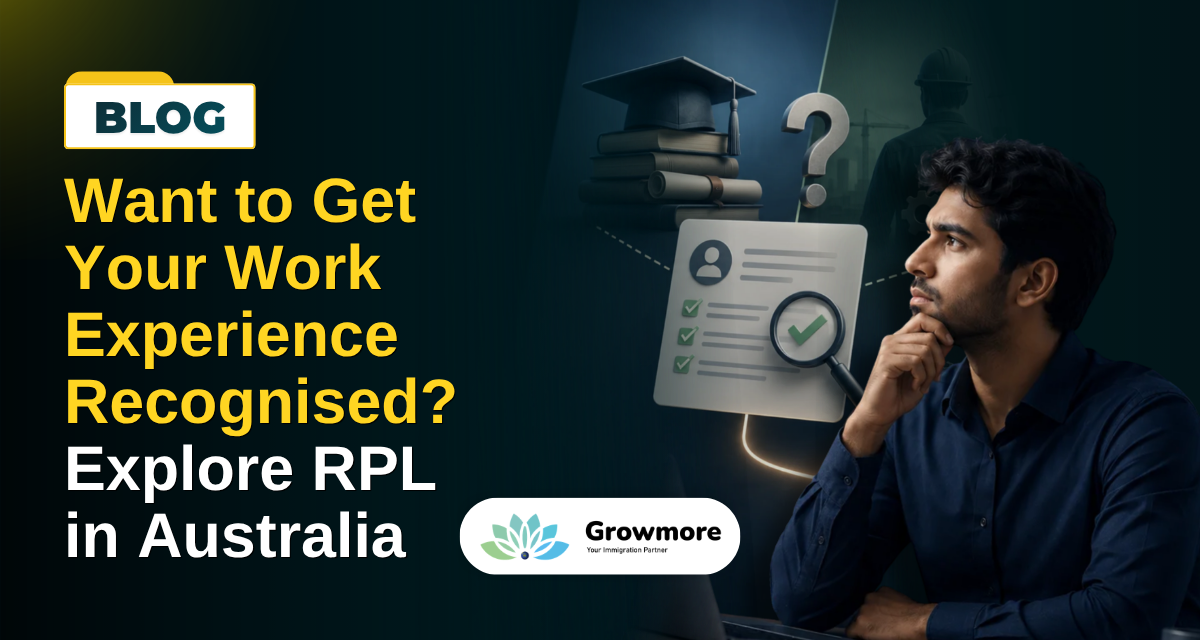 BLOG
Want to Get
Your Work
Experience
Recognised?
Explore RPL
in Australia
Growmore
Your Immigration Partner